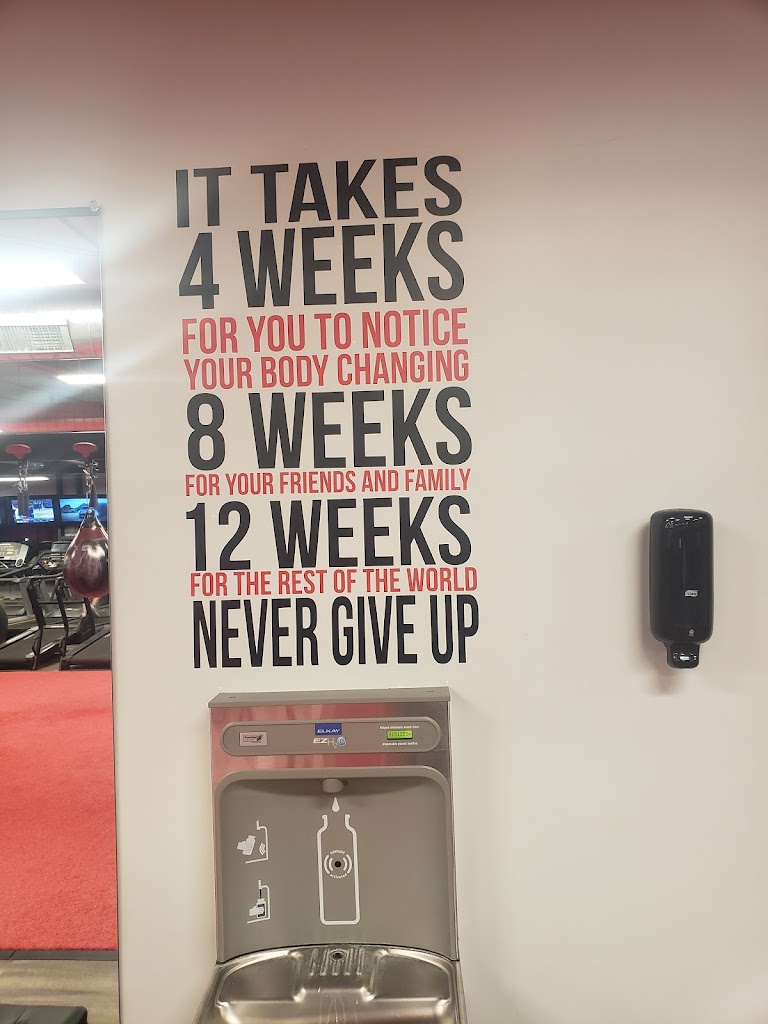 IT TAKES
4 WEEKS
FOR YOU TO NOTICE
YOUR BODY CHANGING
8 WEEKS
FOR YOUR FRIENDS AND FAMILY
12 WEEKS
FOR THE REST OF THE WORLD
NEVER GIVE UP
ELKAY
EZH2O